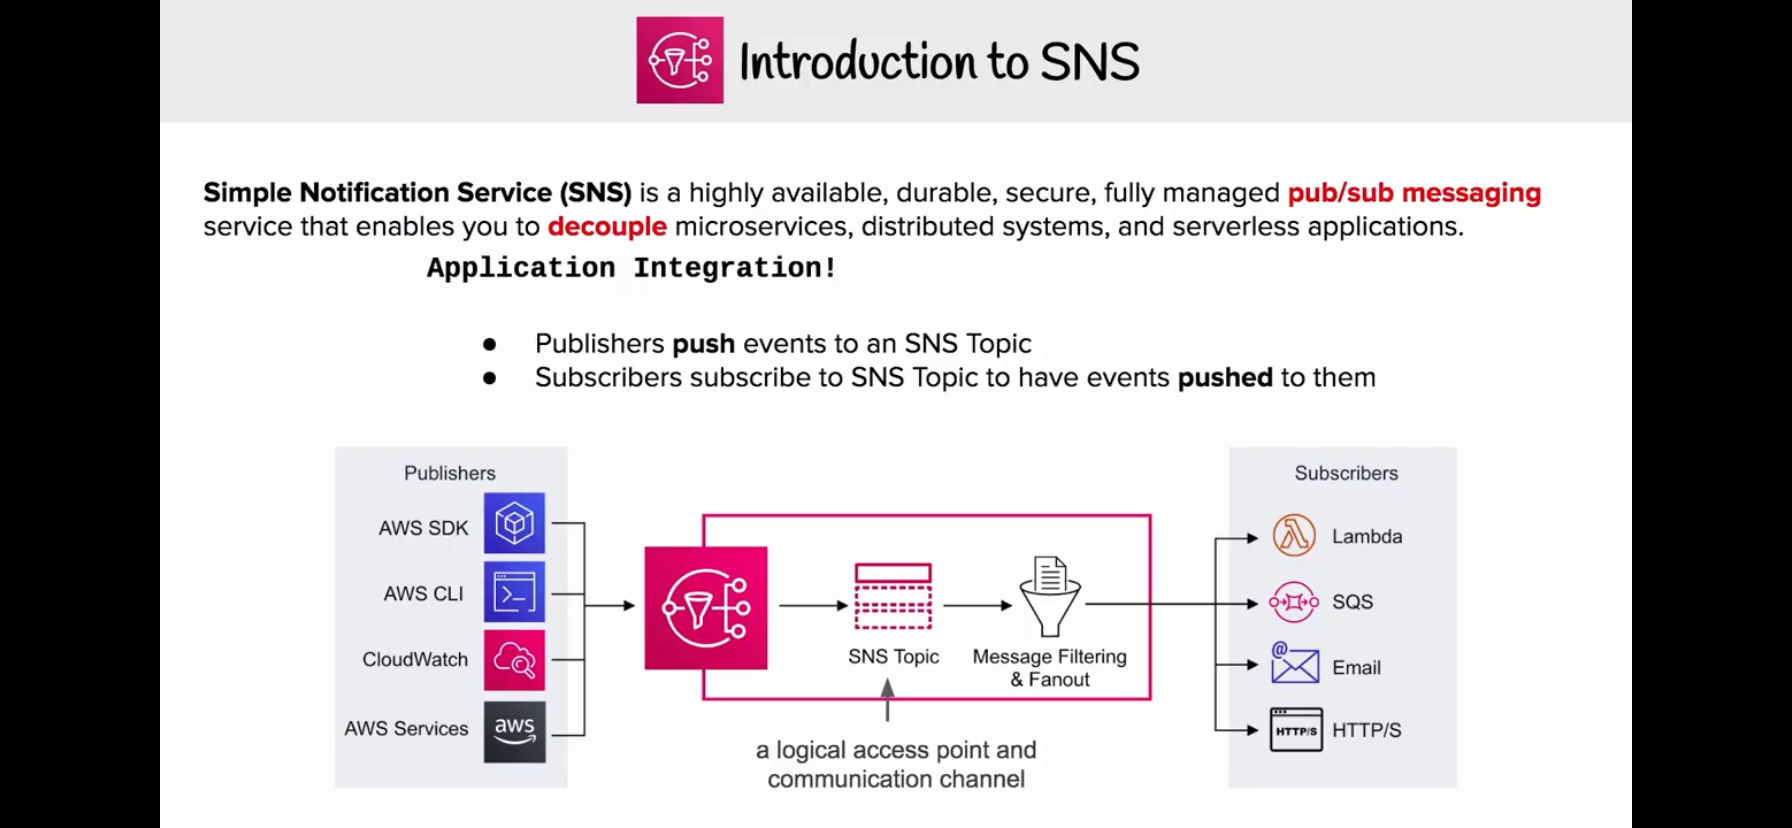 Introduction to SNS
Simple Notification Service (SNS) is a highly available, durable, secure, fully managed pub/sub messaging
service that enables you to decouple microservices, distributed systems, and serverless applications.
Application Integration!
● Publishers push events to an SNS Topic
● Subscribers subscribe to SNS Topic to have events pushed to them
Publishers
AWS SDK
AWS CLI
CloudWatch
AWS Services
aws
SNS Topic
Message Filtering
& Fanout
a logical access point and
communication channel
Subscribers
Lambda
SQS
@
Email
HTTP/S
HTTP/S